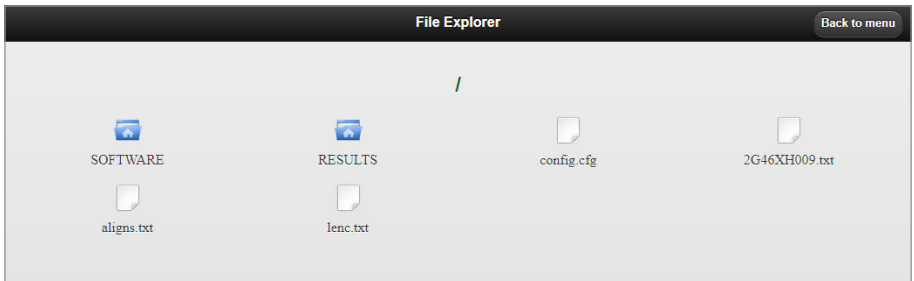 File Explorer
Back to menu
/
SOFTWARE
RESULTS
config.cfg
2G46XH009.txt
aligns.txt
lenc.txt